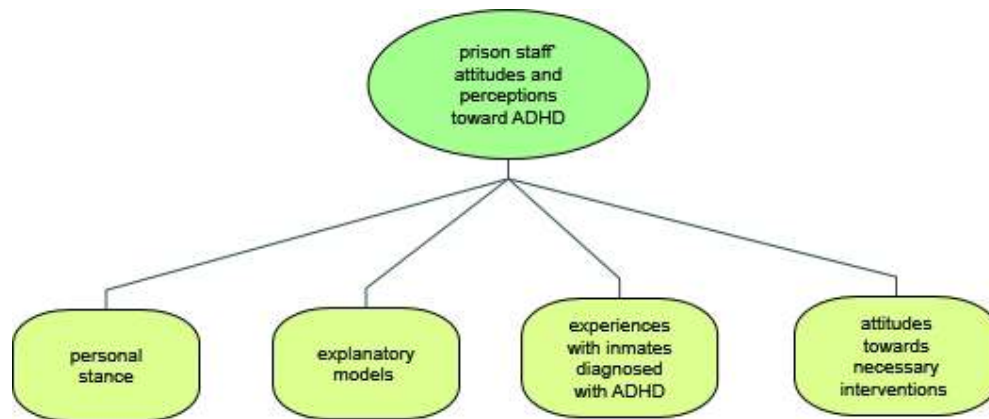 prison staff'
attitudes and
perceptions
toward ADHD
personal
stance
explanatory
models
experiences
with inmates
diagnosed
with ADHD
attitudes
towards
necessary
interventions